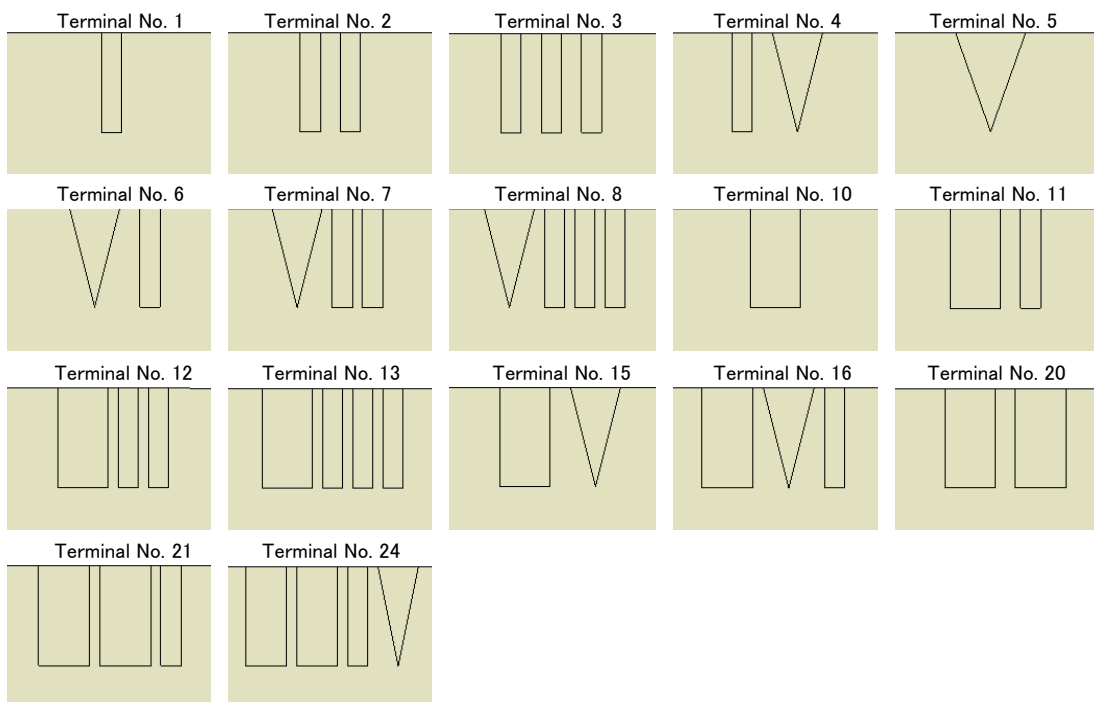 Terminal No. 1
Terminal No. 2
Terminal No. 3
Terminal No. 4
Terminal No. 5
Terminal No. 6
Terminal No. 7
Terminal No. 8
Terminal No. 10
Terminal No. 11
Terminal No. 12
Terminal No. 13
Terminal No. 15
Terminal No. 16
Terminal No. 20
Terminal No. 21
Terminal No. 24